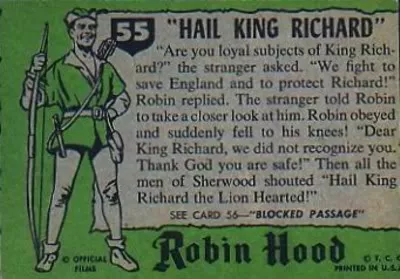 55 "HAIL KING RICHARD"
"Are you loyal subjects of King Rich-
ard?" the stranger asked. "We fight to
save England and to protect Richard!"
Robin replied. The stranger told Robin
to take a closer look at him. Robin obeyed
and suddenly fell to his knees! "Dear
King Richard, we did not recognize you.
Thank God you are safe!" Then all the
men of Sherwood shouted "Hail King
Richard the Lion Hearted!"
SEE CARD 56—"BLOCKED PASSAGE"
© OFFICIAL
FILMS
Robin Hood
© T. C. G.
PRINTED IN U.S.A.